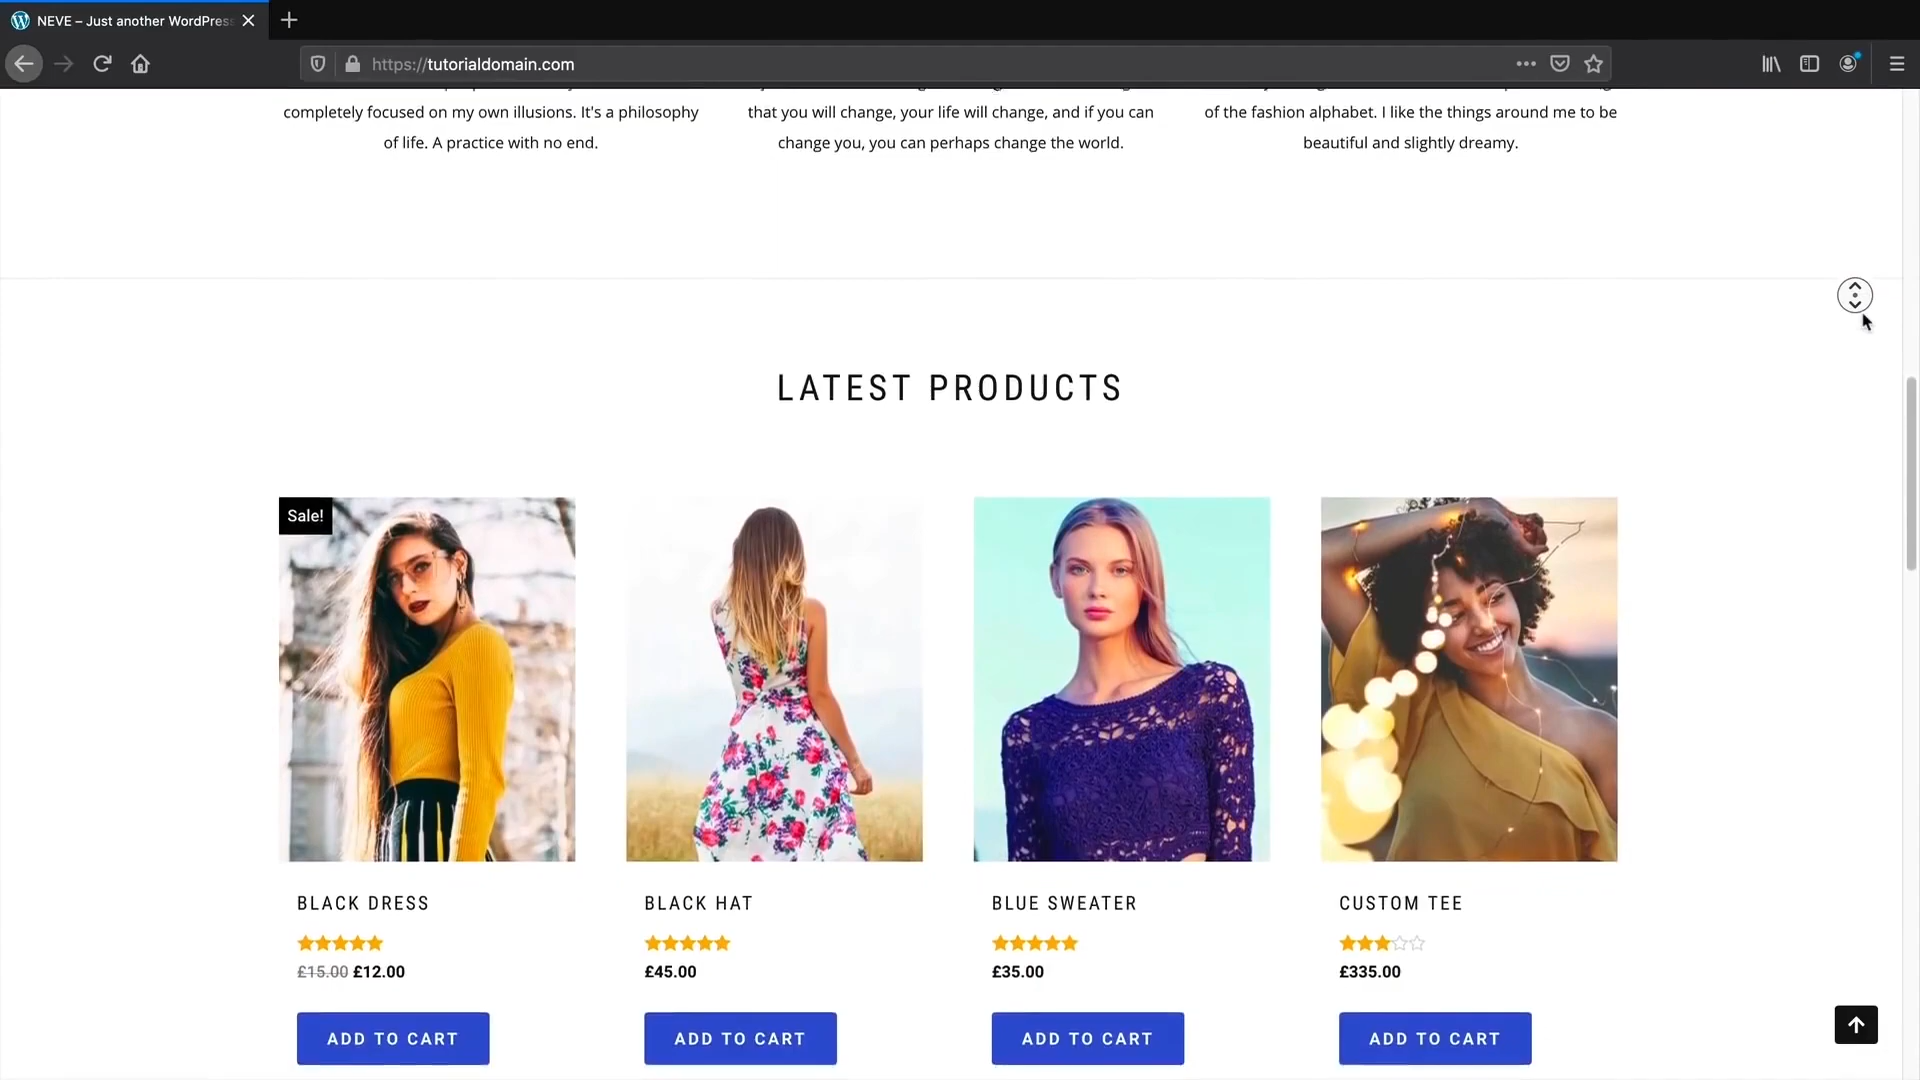 NEVE – Just another WordPress
https://tutorialdomain.com
completely focused on my own illusions. It's a philosophy
of life. A practice with no end.
that you will change, your life will change, and if you can
change you, you can perhaps change the world.
of the fashion alphabet. I like the things around me to be
beautiful and slightly dreamy.
LATEST PRODUCTS
Sale!
BLACK DRESS
£15.00 £12.00
ADD TO CART
BLACK HAT
£45.00
ADD TO CART
BLUE SWEATER
£35.00
ADD TO CART
CUSTOM TEE
£335.00
ADD TO CART